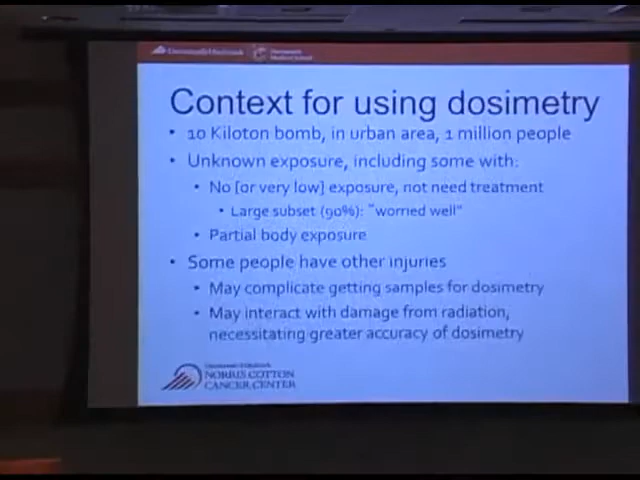 Context for using dosimetry
• 10 Kiloton bomb, in urban area, 1 million people
• Unknown exposure, including some with:
• No [or very low] exposure, not need treatment
• Large subset (90%): "worried well"
• Partial body exposure
• Some people have other injuries
• May complicate getting samples for dosimetry
• May interact with damage from radiation,
necessitating greater accuracy of dosimetry
NORRIS COTTON
CANCER CENTER